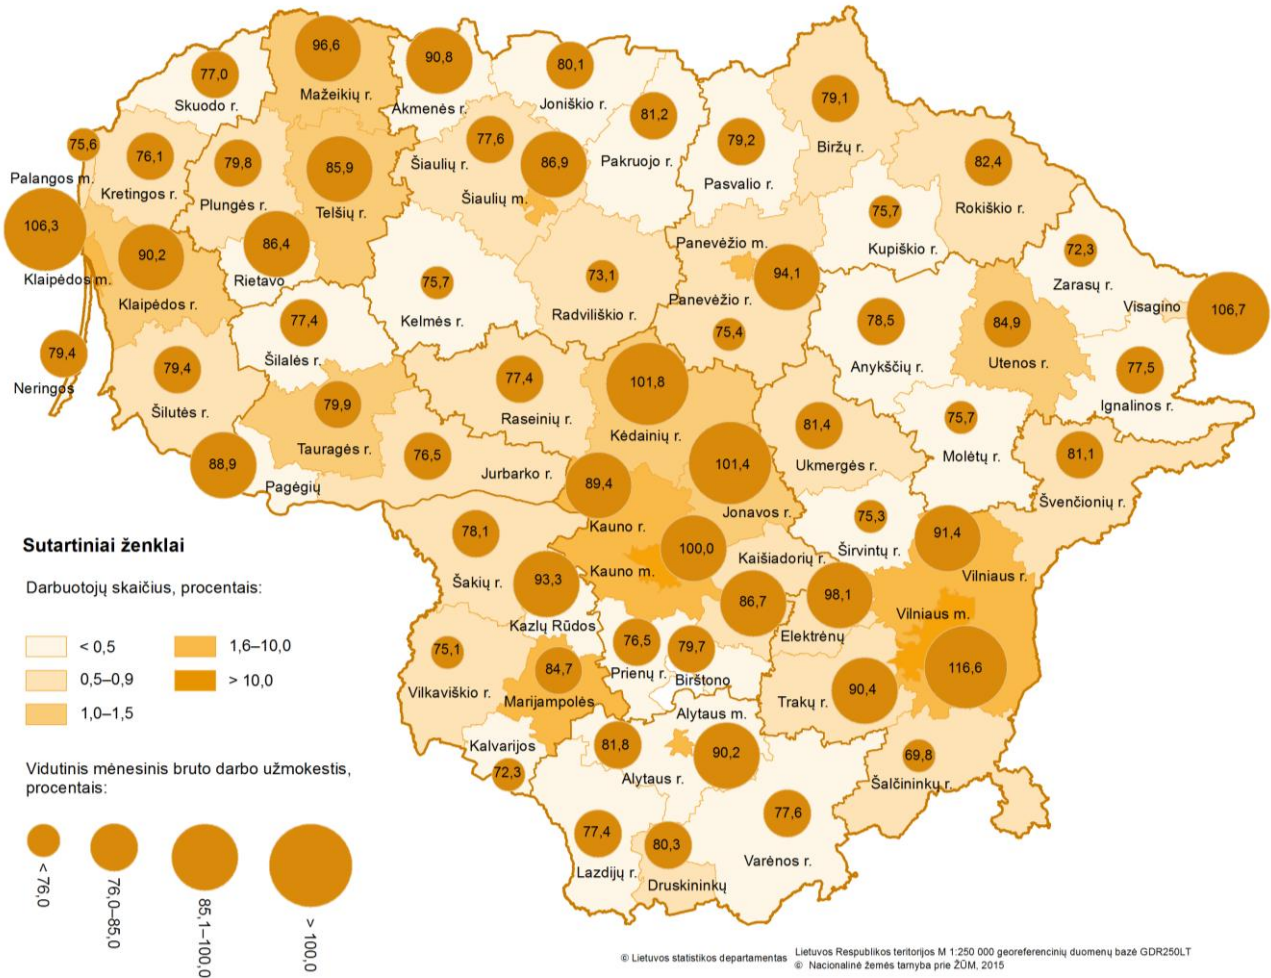 96,6
Mažeikių r.
77,0
Skuodo r.
90,8
Akmenės r.
80,1
Joniškio r.
81,2
Pakruojo r.
79,2
Pasvalio r.
79,1
Biržų r.
82,4
Rokiškio r.
75,6
Palangos m.
76,1
Kretingos r.
79,8
Plungės r.
85,9
Telšių r.
77,6
Šiaulių r.
86,9
Šiaulių m.
75,7
Kupiškio r.
72,3
Zarasų r.
106,3
Klaipėdos m.
90,2
Klaipėdos r.
86,4
Rietavo
75,7
Kelmės r.
73,1
Radviliškio r.
Panevėžio m.
94,1
Panevėžio r.
75,4
78,5
Anykščių r.
84,9
Utenos r.
Visagino
106,7
77,5
Ignalinos r.
79,4
Neringos
79,4
Šilutės r.
77,4
Šilalės r.
79,9
Tauragės r.
77,4
Raseinių r.
101,8
Kėdainių r.
81,4
Ukmergės r.
75,7
Molėtų r.
81,1
Švenčionių r.
88,9
Pagėgių
76,5
Jurbarko r.
89,4
Kauno r.
101,4
Jonavos r.
75,3
Širvintų r.
91,4
Vilniaus r.
78,1
Šakių r.
93,3
Kazlų Rūdos
100,0
Kauno m.
Kaišiadorių r.
86,7
98,1
Elektrėnų
Vilniaus m.
116,6
75,1
Vilkaviškio r.
84,7
Marijampolės
76,5
Prienų r.
79,7
Birštono
90,4
Trakų r.
Kalvarijos
72,3
81,8
Alytaus r.
Alytaus m.
90,2
69,8
Šalčininkų r.
77,4
Lazdijų r.
80,3
Druskininkų
77,6
Varėnos r.
Sutartiniai ženklai
Darbuotojų skaičius, procentais:
< 0,5
0,5–0,9
1,0–1,5
1,6–10,0
> 10,0
Vidutinis mėnesinis bruto darbo užmokestis,
procentais:
< 76,0
76,0–85,0
85,1–100,0
> 100,0
© Lietuvos statistikos departamentas
Lietuvos Respublikos teritorijos M 1:250 000 georeferencinių duomenų bazė GDR250LT
© Nacionalinė žemės tarnyba prie ŽŪM, 2015